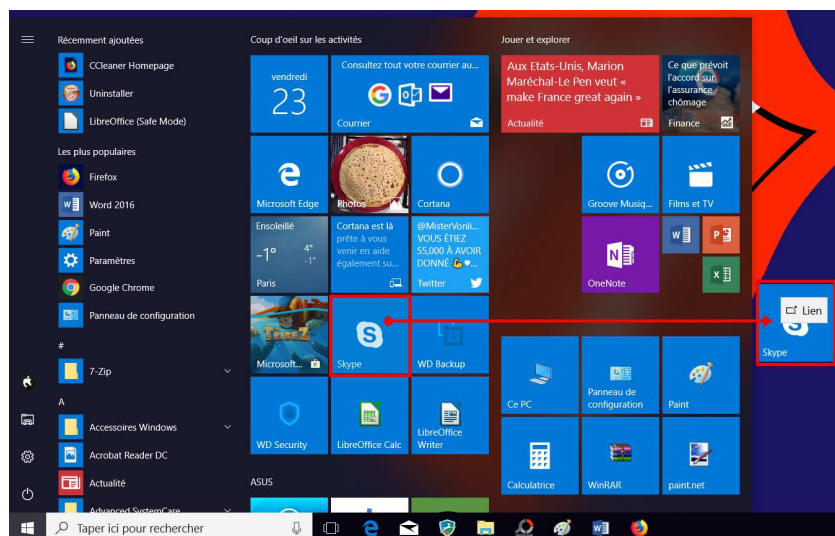 Récemment ajoutées
CCleaner Homepage
Uninstaller
LibreOffice (Safe Mode)
Les plus populaires
Firefox
Word 2016
Paint
Paramètres
Google Chrome
Panneau de configuration
#
7-Zip
A
Accessoires Windows
Acrobat Reader DC
Actualité
Advanced SystemCare
Taper ici pour rechercher
Coup d'oeil sur les activités
vendredi
23
Consultez tout votre courrier au...
Courrier
Microsoft Edge
Photos
Cortana
Ensoleillé
-1°
4°
-1°
Paris
Cortana est là
prête à vous
venir en aide
également su...
@MisterVonli...
VOUS ÉTIEZ
55,000 À AVOIR
DONNÉ 💪♥...
Twitter
TRIBEZ
Microsoft...
Skype
WD Backup
WD Security
LibreOffice Calc
LibreOffice
Writer
ASUS
Jouer et explorer
Aux Etats-Unis, Marion
Maréchal-Le Pen veut «
make France great again »
Actualité
Ce que prévoit
l'accord sur
l'assurance
chômage
Finance
Groove Musiq...
Films et TV
OneNote
Ce PC
Panneau de
configuration
Paint
Calculatrice
WinRAR
paint.net
Lien
Skype